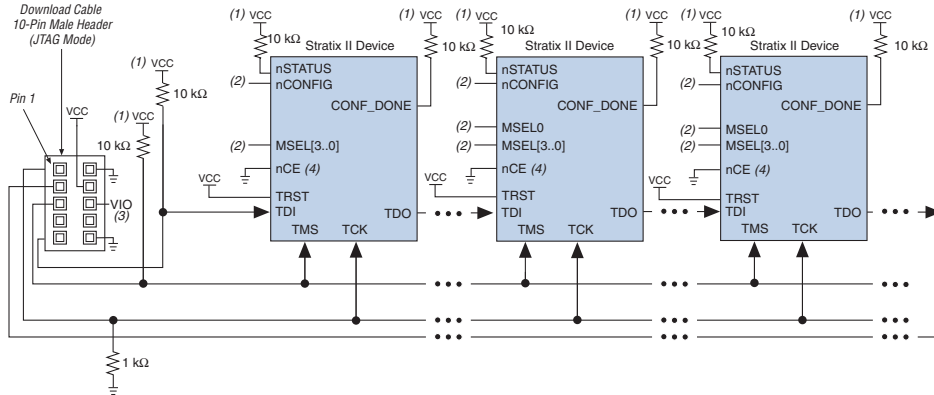 Download Cable
10-Pin Male Header
(JTAG Mode)
Pin 1
VCC
(1) VCC
10 kΩ
(1) VCC
10 kΩ
VIO
(3)
1 kΩ
(1) VCC
10 kΩ
Stratix II Device
(1) VCC
10 kΩ
nSTATUS
(2) nCONFIG
CONF_DONE
(2) MSEL[3..0]
nCE (4)
VCC
TRST
TDI
TDO
TMS
TCK
(1) VCC
10 kΩ
Stratix II Device
(1) VCC
10 kΩ
nSTATUS
(2) nCONFIG
CONF_DONE
(2) MSEL0
(2) MSEL[3..0]
nCE (4)
VCC
TRST
TDI
TDO
TMS
TCK
(1) VCC
10 kΩ
Stratix II Device
(1) VCC
10 kΩ
nSTATUS
(2) nCONFIG
CONF_DONE
(2) MSEL0
(2) MSEL[3..0]
nCE (4)
VCC
TRST
TDI
TDO
TMS
TCK